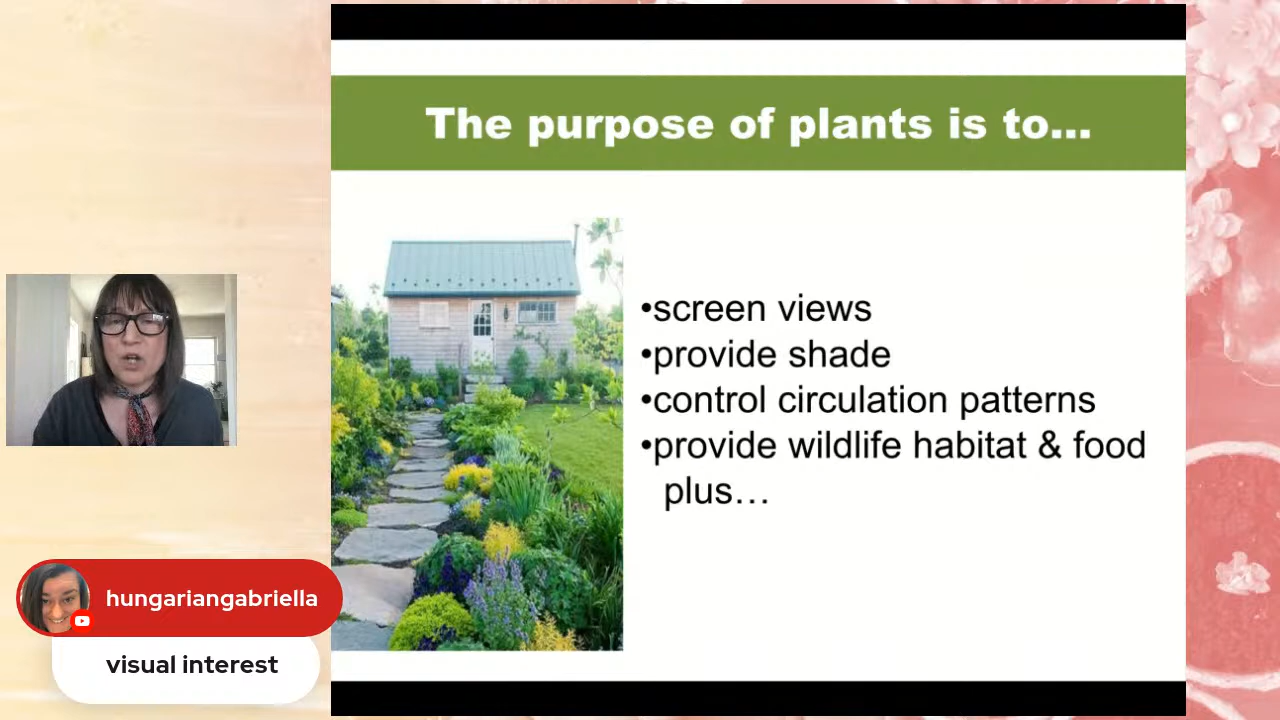 The purpose of plants is to...
•screen views
•provide shade
•control circulation patterns
•provide wildlife habitat & food
plus…
hungariangabriella
visual interest